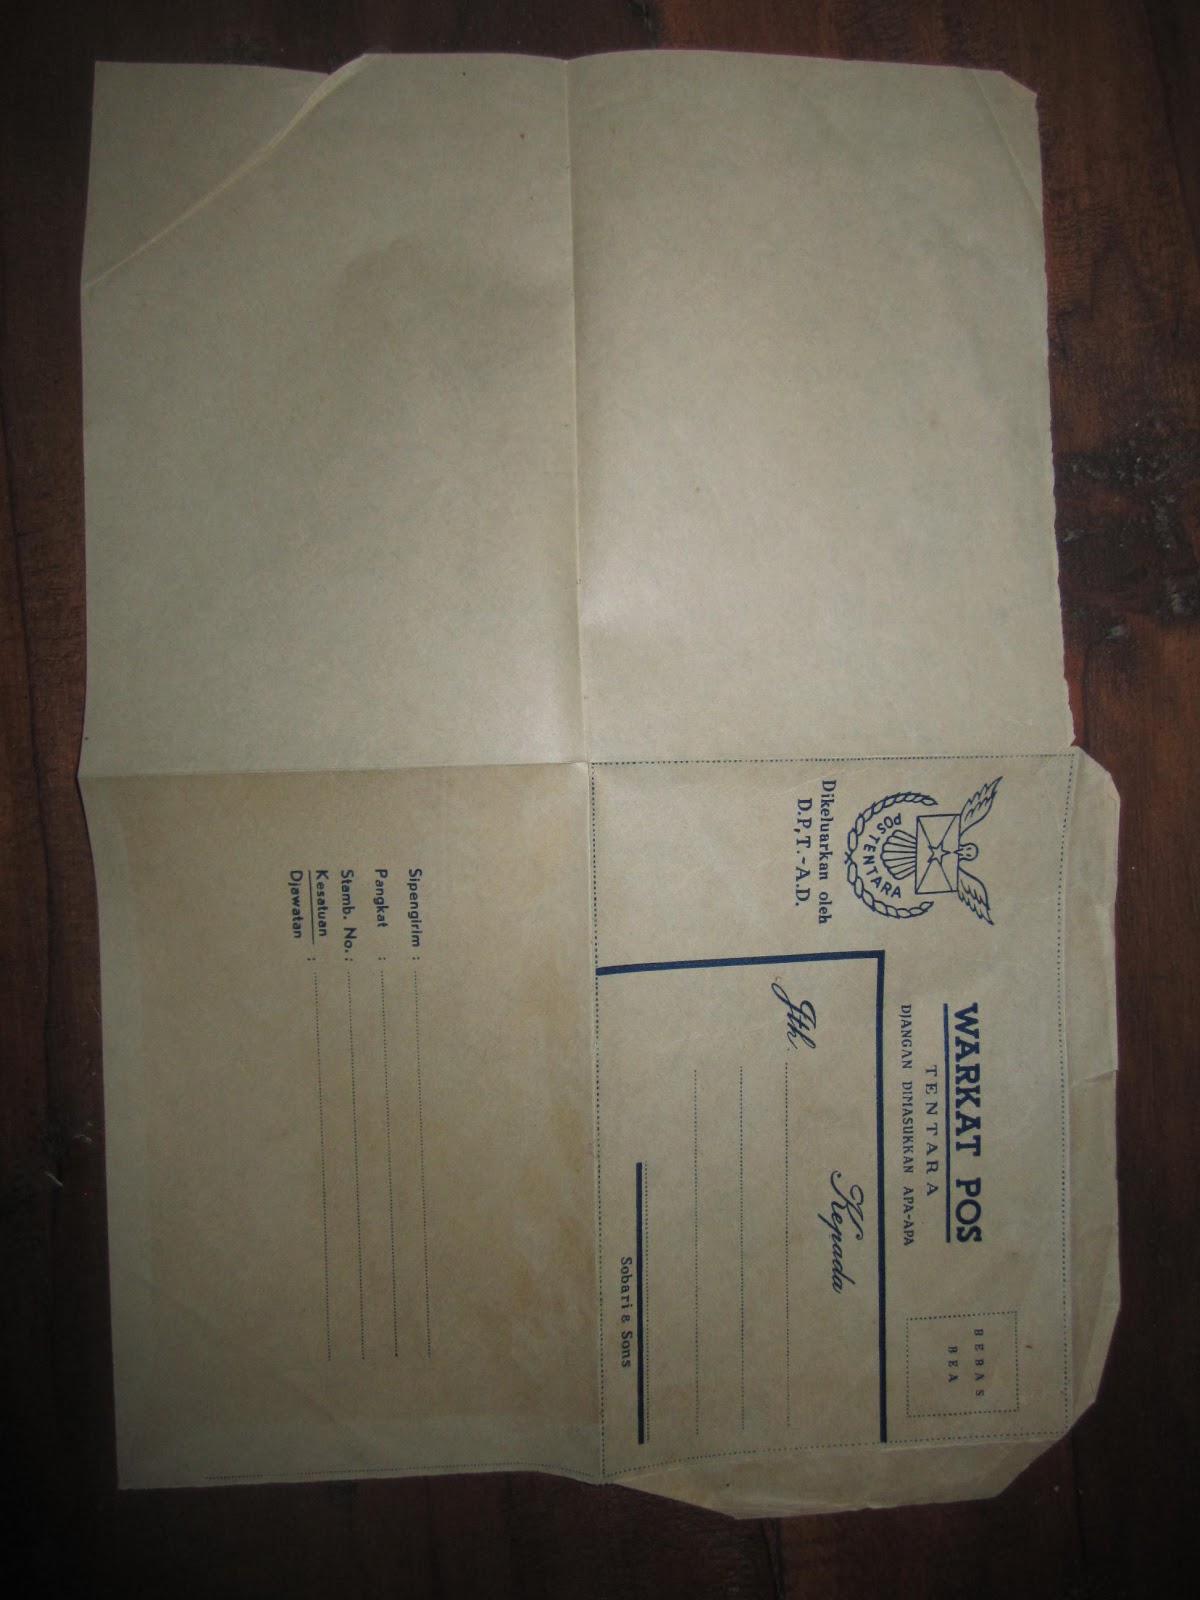 WARKAT POS
TENTARA
DJANGAN DIMASUKKAN APA-APA
BEBAS
BEA
POS TENTARA
Dikeluarkan oleh
D.P,T.-A.D.
Kepada
Jth.
Sobari & Sons
Sipengirim :
Pangkat :
Stamb. No. :
Kesatuan
Djawatan :